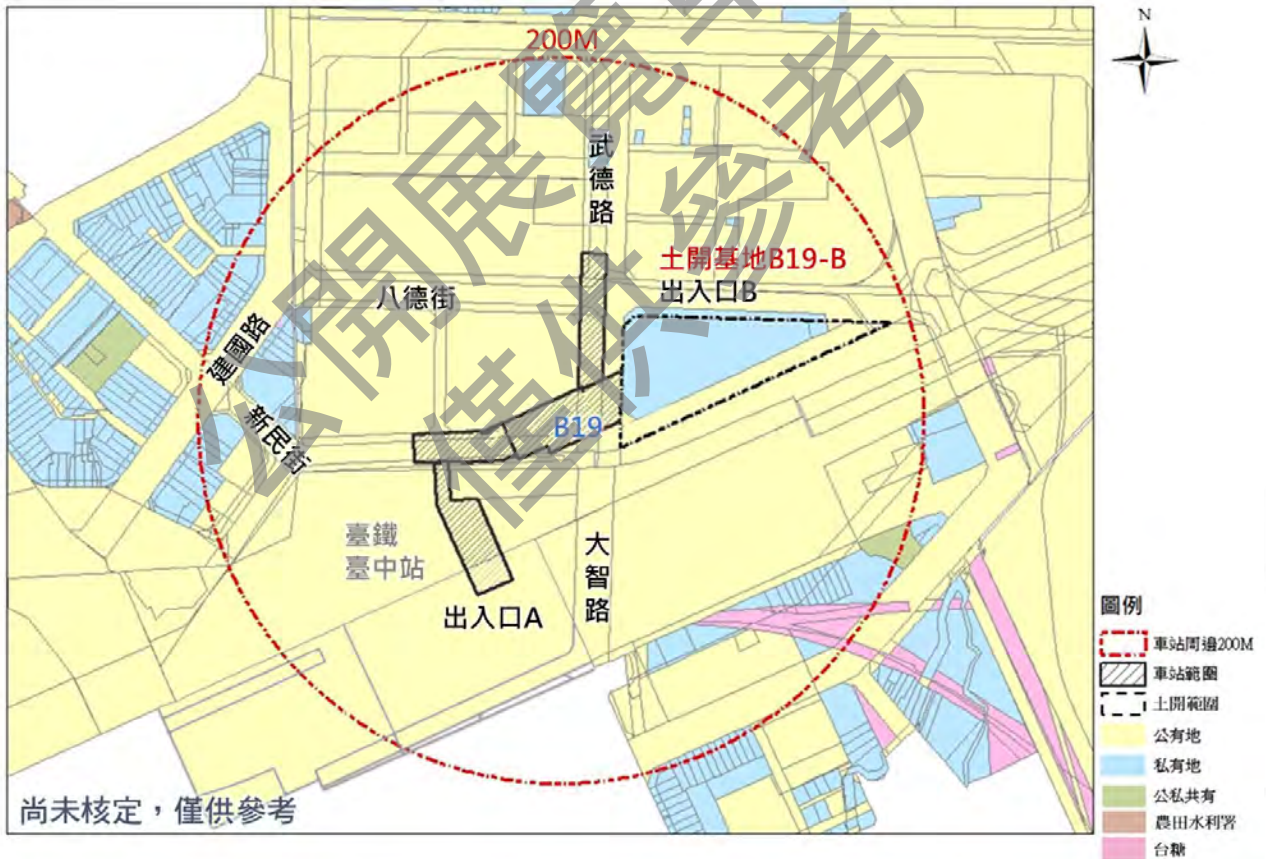 N
200M
武德路
土開基地B19-B
出入口B
八德街
建國路
新民街
B19
臺鐵
臺中站
大智路
出入口A
公開展覽草
僅供參考
尚未核定，僅供參考
圖例
車站周邊200M
車站範圍
土開範圍
公有地
私有地
公私共有
農田水利署
台糖